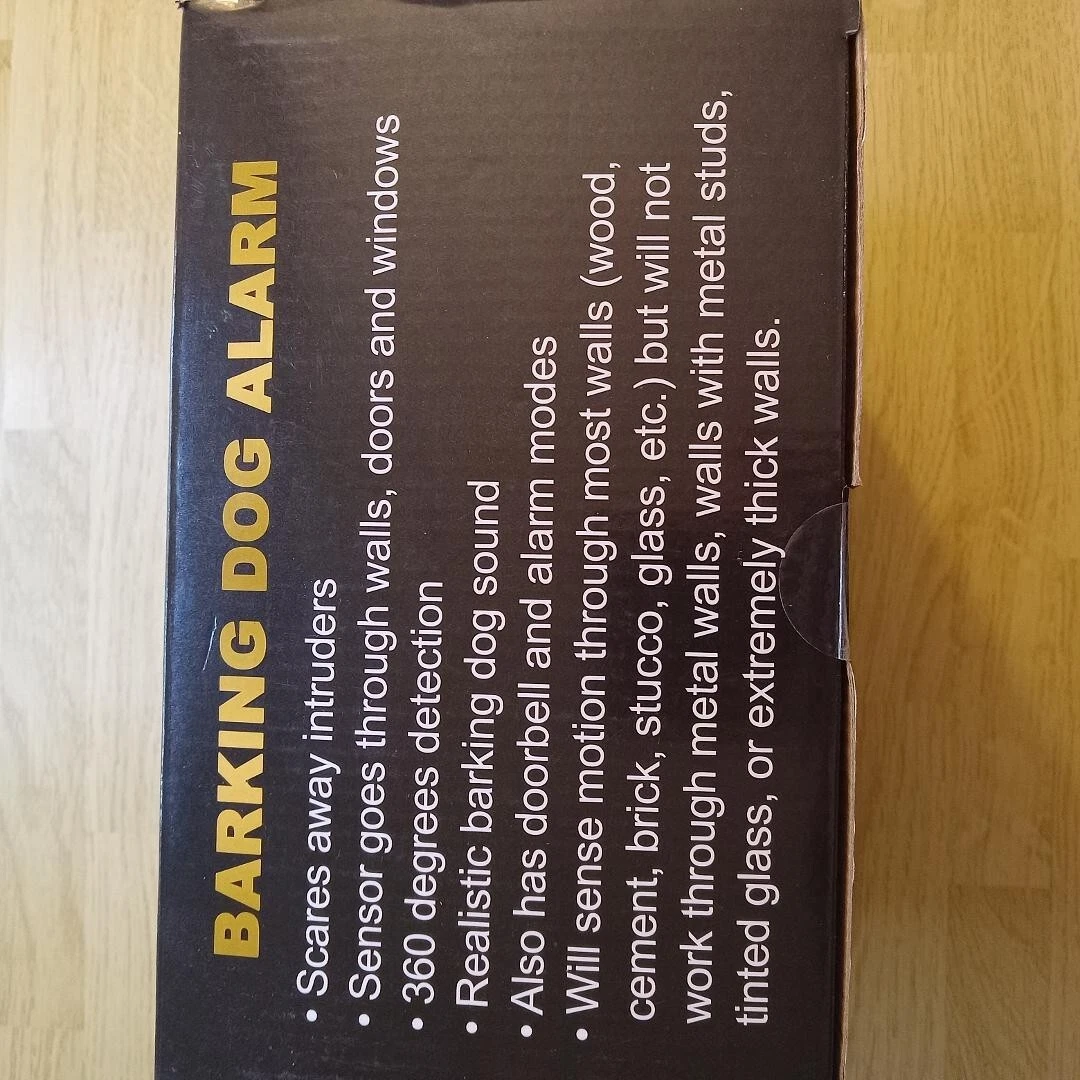 BARKING DOG ALARM
• Scares away intruders
• Sensor goes through walls, doors and windows
• 360 degrees detection
• Realistic barking dog sound
• Also has doorbell and alarm modes
• Will sense motion through most walls (wood,
cement, brick, stucco, glass, etc.) but will not
work through metal walls, walls with metal studs,
tinted glass, or extremely thick walls.